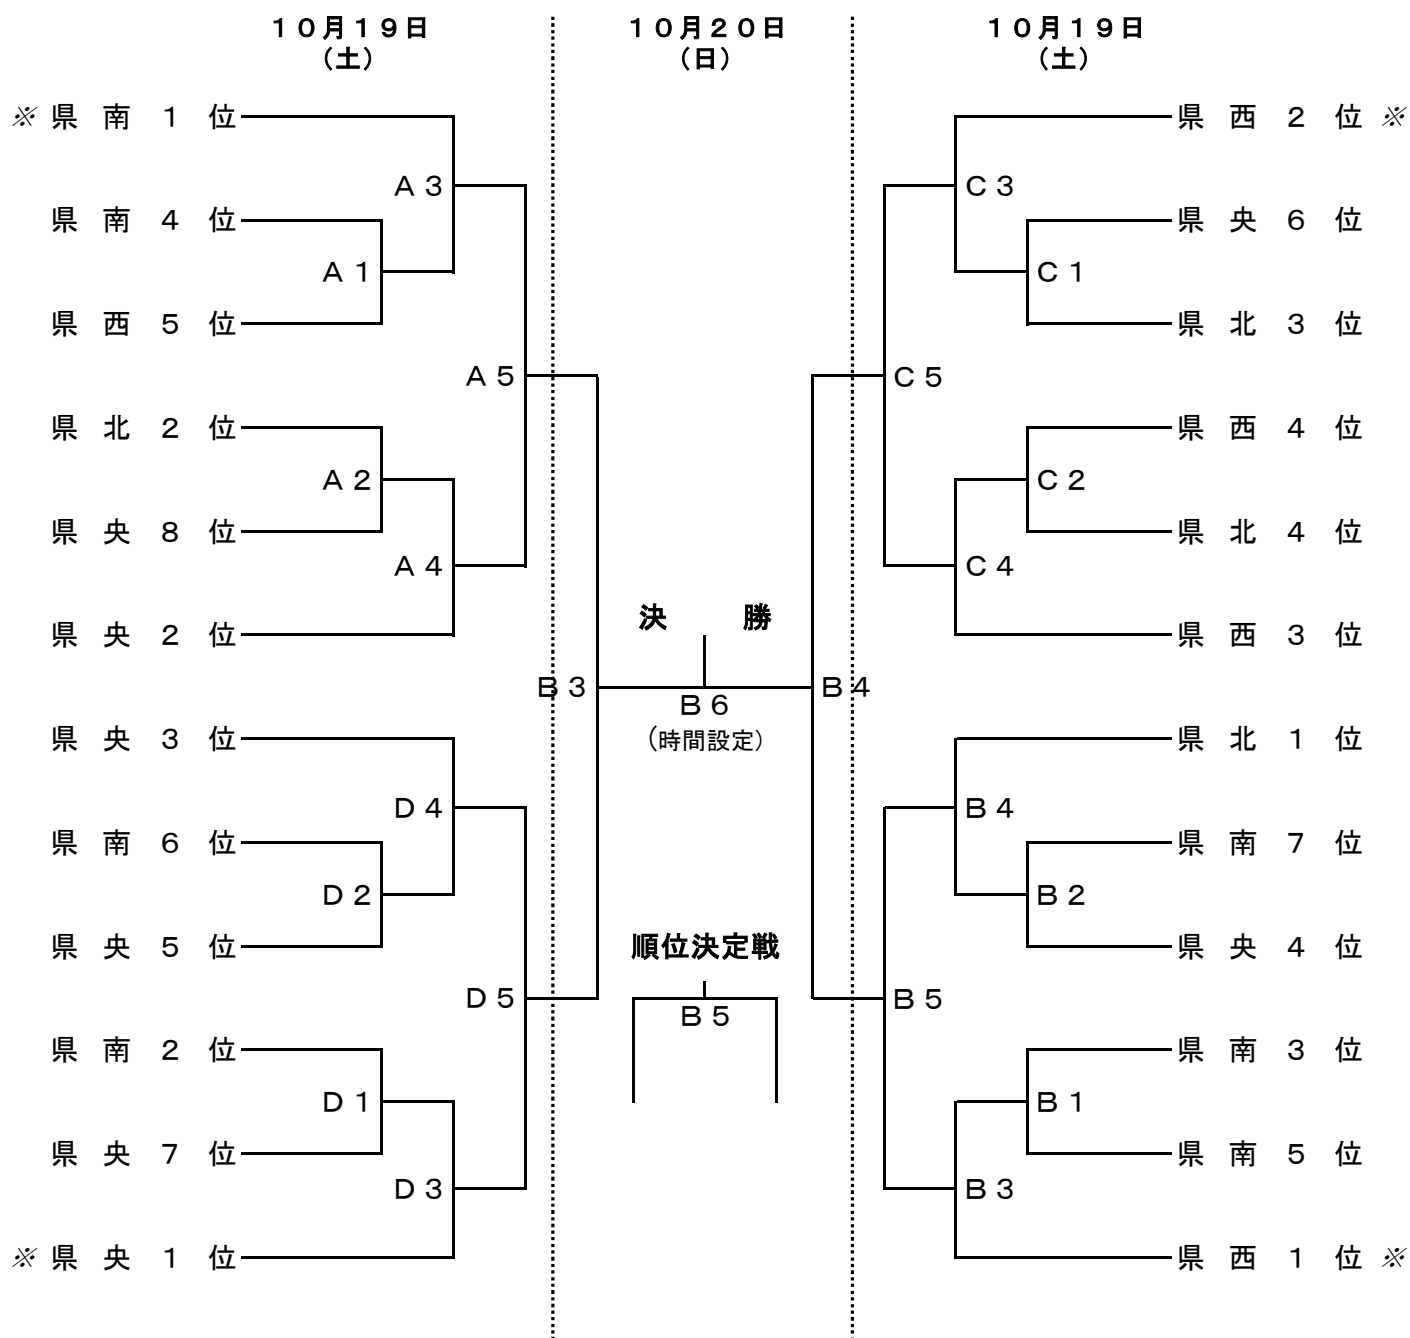 １０月１９日 １０月２０日 １０月１９日
（土） （日） （土）
※ 県 南 １ 位 県 西 ２ 位 ※
Ａ３ Ｃ３
県 南 ４ 位 県 央 ６ 位
Ａ１ Ｃ１
県 西 ５ 位 県 北 ３ 位
Ａ５ Ｃ５
県 北 ２ 位 県 西 ４ 位
Ａ２ Ｃ２
県 央 ８ 位 県 北 ４ 位
Ａ４ Ｃ４
決 勝
県 央 ２ 位 県 西 ３ 位
Ｂ３ Ｂ４
Ｂ６
県 央 ３ 位 （時間設定） 県 北 １ 位
Ｄ４ Ｂ４
県 南 ６ 位 県 南 ７ 位
Ｄ２ Ｂ２
県 央 ５ 位 順位決定戦 県 央 ４ 位
Ｄ５ Ｂ５
Ｂ５
県 南 ２ 位 県 南 ３ 位
Ｄ１ Ｂ１
県 央 ７ 位 県 南 ５ 位
Ｄ３ Ｂ３
※ 県 央 １ 位 県 西 １ 位 ※